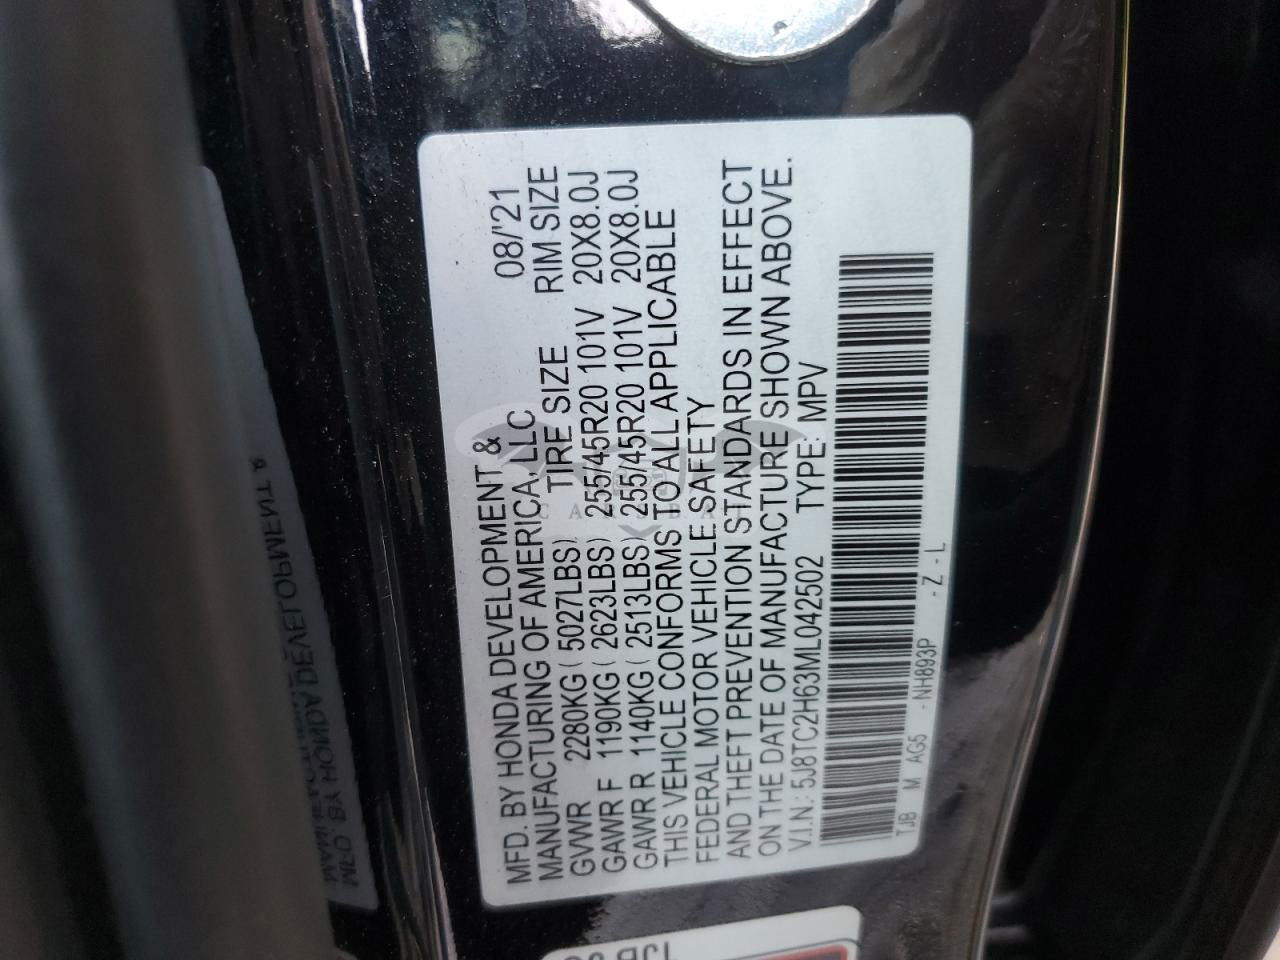 MFD. BY HONDA DEVELOPMENT & 08/'21
MANUFACTURING OF AMERICA, LLC
TIRE SIZE RIM SIZE
GVWR 2280KG ( 5027LBS)
GAWR F 1190KG ( 2623LBS) 255/45R20 101V 20X8.0J
GAWR R 1140KG ( 2513LBS) 255/45R20 101V 20X8.0J
THIS VEHICLE CONFORMS TO ALL APPLICABLE
FEDERAL MOTOR VEHICLE SAFETY
AND THEFT PREVENTION STANDARDS IN EFFECT
ON THE DATE OF MANUFACTURE SHOWN ABOVE.
V.I.N.: 5J8TC2H63ML042502 TYPE: MPV
TJB M AG5 -NH893P -Z-L